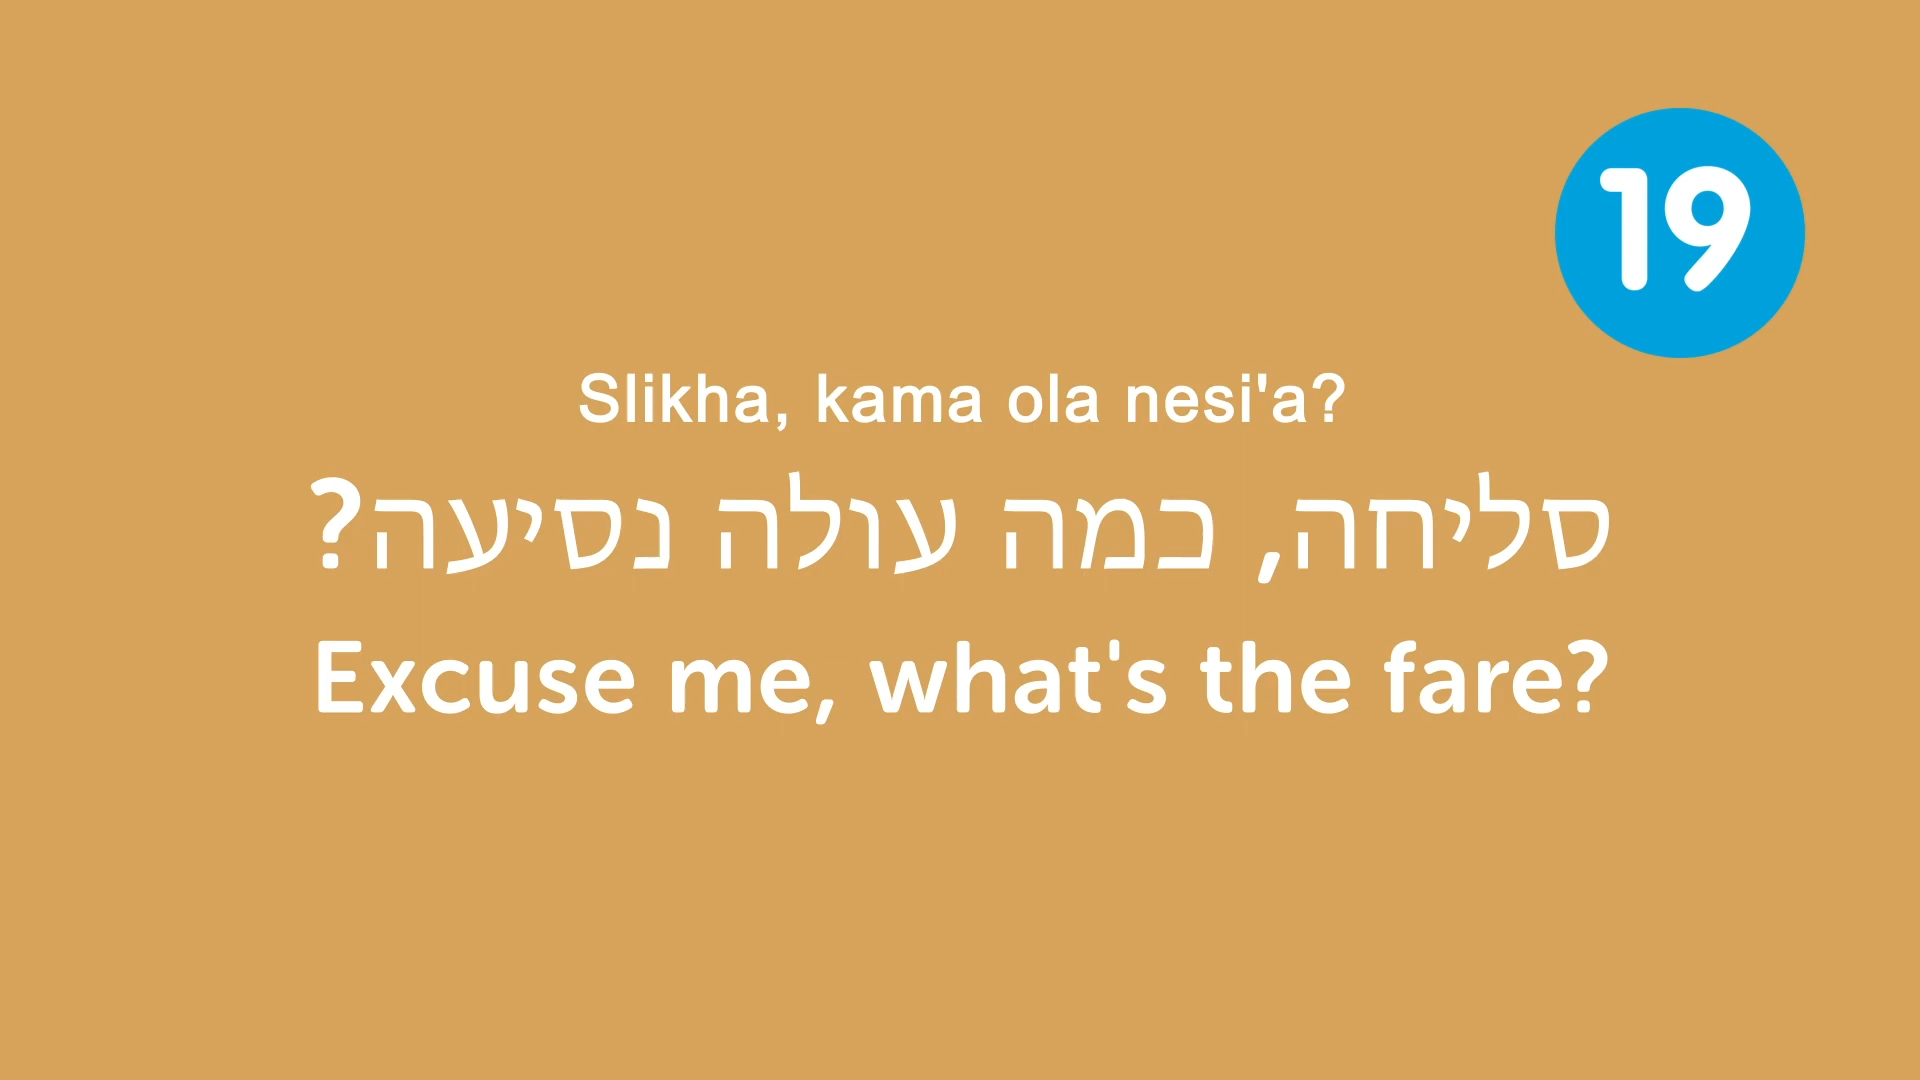 19
Slikha, kama ola nesi'a?
סליחה, כמה עולה נסיעה?
Excuse me, what's the fare?